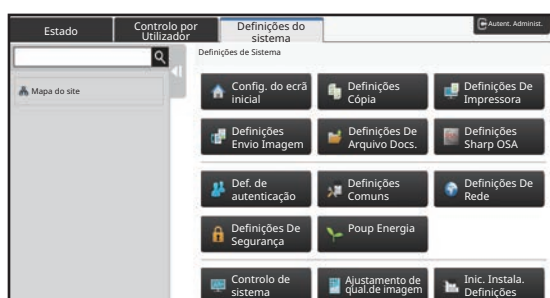 Estado
Controlo por
Utilizador
Definições do
sistema
Autent. Administ.
Definições de Sistema
Mapa do site
Config. do ecrã
inicial
Definições
Cópia
Definições De
Impressora
Definições
Envio Imagem
Definições De
Arquivo Docs.
Definições
Sharp OSA
Def. de
autenticação
Definições
Comuns
Definições De
Rede
Definições De
Segurança
Poup Energia
Controlo de
sistema
Ajustamento de
qual.de imagem
Inic. Instala.
Definições